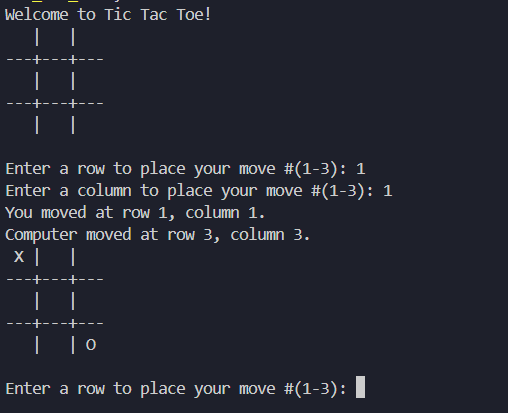 Welcome to Tic Tac Toe!
   |   |
---+---+---
   |   |
---+---+---
   |   |
Enter a row to place your move #(1-3): 1
Enter a column to place your move #(1-3): 1
You moved at row 1, column 1.
Computer moved at row 3, column 3.
 X |   |
---+---+---
   |   |
---+---+---
   |   | O
Enter a row to place your move #(1-3):